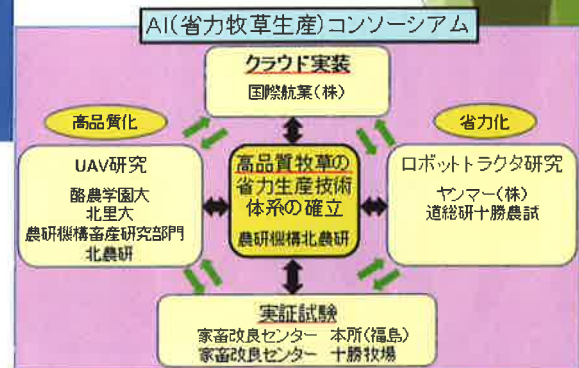 AI(省力牧草生産)コンソーシアム
クラウド実装
国際航業(株)
高品質化
省力化
UAV研究
酪農学園大
北里大
農研機構畜産研究部門
北農研
高品質牧草の
省力生産技術
体系の確立
農研機構北農研
ロボットトラクタ研究
ヤンマー(株)
道総研十勝農試
実証試験
家畜改良センター 本所(福島)
家畜改良センター 十勝牧場